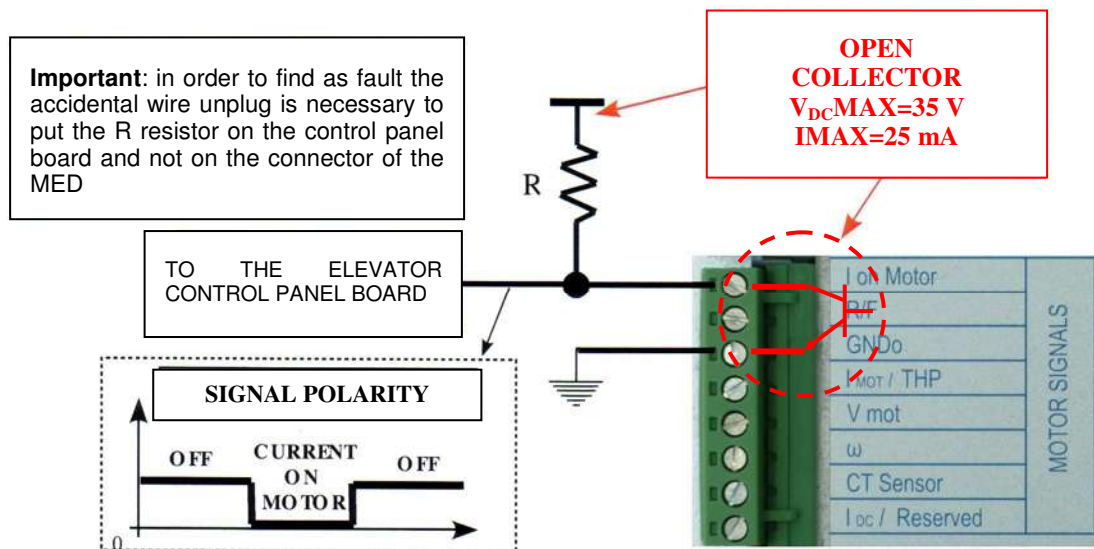 Important: in order to find as fault the
accidental wire unplug is necessary to
put the R resistor on the control panel
board and not on the connector of the
MED
OPEN
COLLECTOR
VDCMAX=35 V
IMAX=25 mA
R
TO THE ELEVATOR
CONTROL PANEL BOARD
SIGNAL POLARITY
OFF
CURRENT
ON
MOTOR
OFF
0
I on Motor
R/F
GNDo
I MOT / THP
V mot
ω
CT Sensor
I DC / Reserved
MOTOR SIGNALS